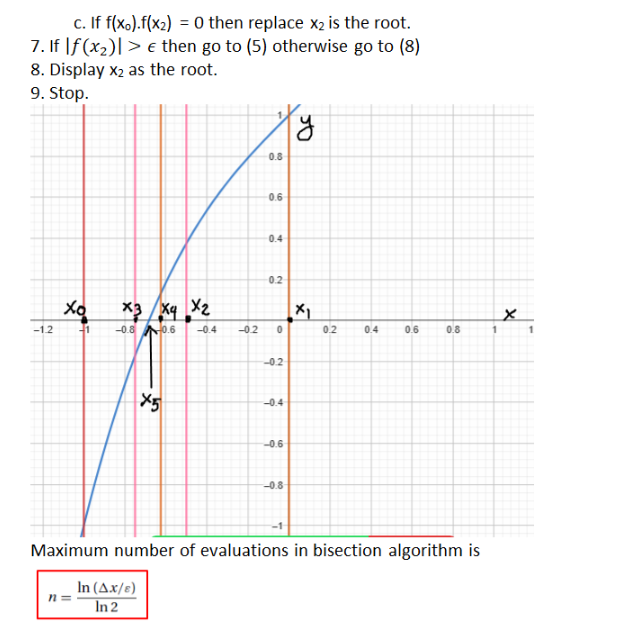 c. If f(x₀).f(x₂) = 0 then replace x₂ is the root.
7. If |f(x₂)| > ϵ then go to (5) otherwise go to (8)
8. Display x₂ as the root.
9. Stop.
1 y
0.8
0.6
0.4
0.2
x0 x3 x4 x2 x1 x
-1.2 -1 -0.8 -0.6 -0.4 -0.2 0 0.2 0.4 0.6 0.8 1 1
-0.2
x5 -0.4
-0.6
-0.8
-1
Maximum number of evaluations in bisection algorithm is
n = ln (Δx/ε) / ln 2